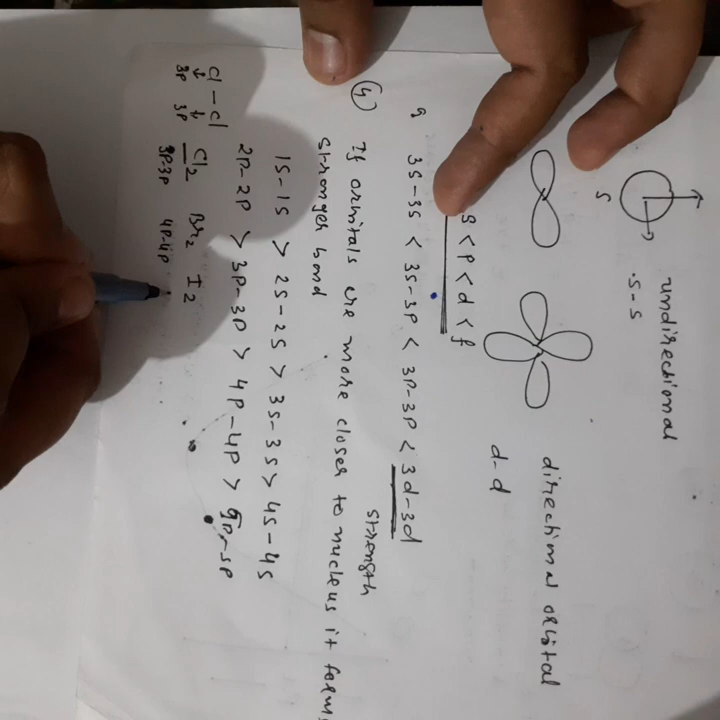 undirectional
S
S-S
directional orbital
d-d
S < P < d < f
3S-3S < 3S-3P < 3P-3P < 3d-3d
strength
(4) If orbitals are more closer to nucleus it forms
stronger bond
1S-1S > 2S-2S > 3S-3S > 4S-4S
2P-2P > 3P-3P > 4P-4P > 5P-5P
Cl-Cl Cl2 Br2 I2
3P 3P 3P-3P 4P-4P